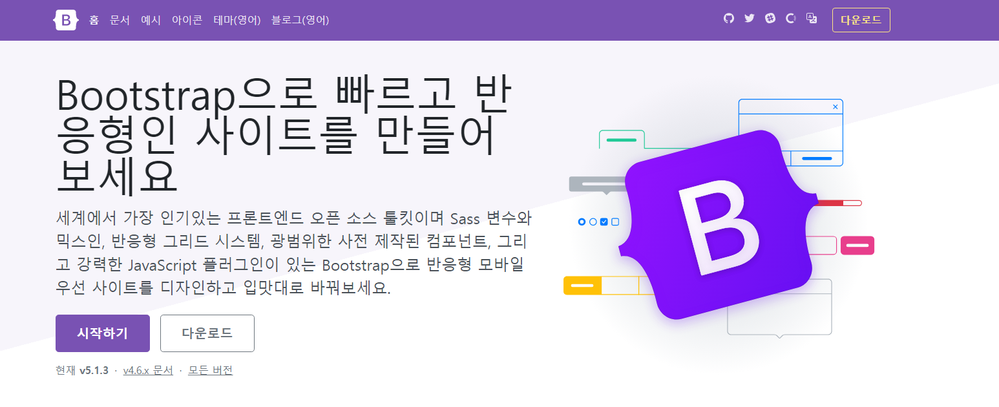 B 홈 문서 예시 아이콘 테마(영어) 블로그(영어) 다운로드
Bootstrap으로 빠르고 반
응형인 사이트를 만들어
보세요
세계에서 가장 인기있는 프론트엔드 오픈 소스 툴킷이며 Sass 변수와
믹스인, 반응형 그리드 시스템, 광범위한 사전 제작된 컴포넌트, 그리
고 강력한 JavaScript 플러그인이 있는 Bootstrap으로 반응형 모바일
우선 사이트를 디자인하고 입맛대로 바꿔보세요.
시작하기 다운로드
현재 v5.1.3 · v4.6.x 문서 · 모든 버전
B